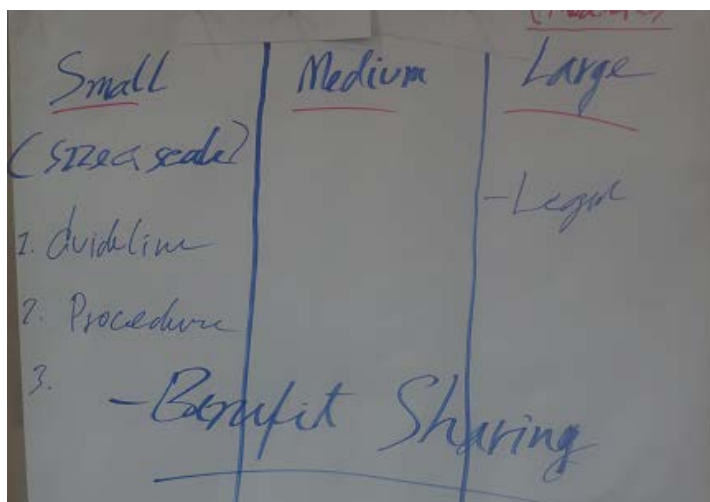 Small
Medium
Large
(size & scale)
- Legal
1. Guideline
2. Procedure
3.
- Benefit Sharing